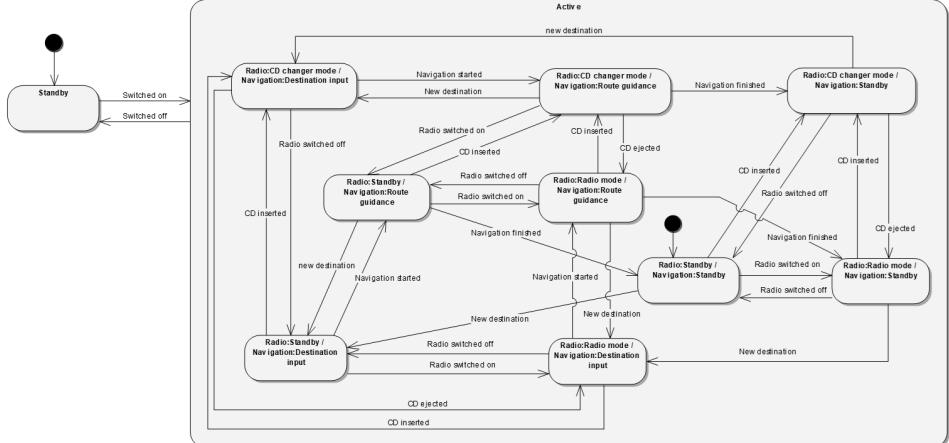 Active
new destination
Radio:CD changer mode /
Navigation:Destination input
Navigation started
New destination
Radio:CD changer mode /
Navigation:Route guidance
Navigation finished
Radio:CD changer mode /
Navigation:Standby
Standby
Switched on
Switched off
Radio switched on
CD inserted
CD inserted
CD ejected
Radio switched off
Radio:Standby /
Navigation:Route
guidance
Radio switched off
Radio switched on
Radio:Radio mode /
Navigation:Route
guidance
CD inserted
CD inserted
Radio switched off
CD inserted
CD ejected
Navigation finished
Navigation finished
new destination
Navigation started
Navigation started
Radio:Standby /
Navigation:Standby
Radio switched on
Radio switched off
Radio:Radio mode /
Navigation:Standby
New destination
New destination
Radio:Standby /
Navigation:Destination
input
Radio switched off
Radio switched on
Radio:Radio mode /
Navigation:Destination
input
New destination
CD ejected
CD inserted